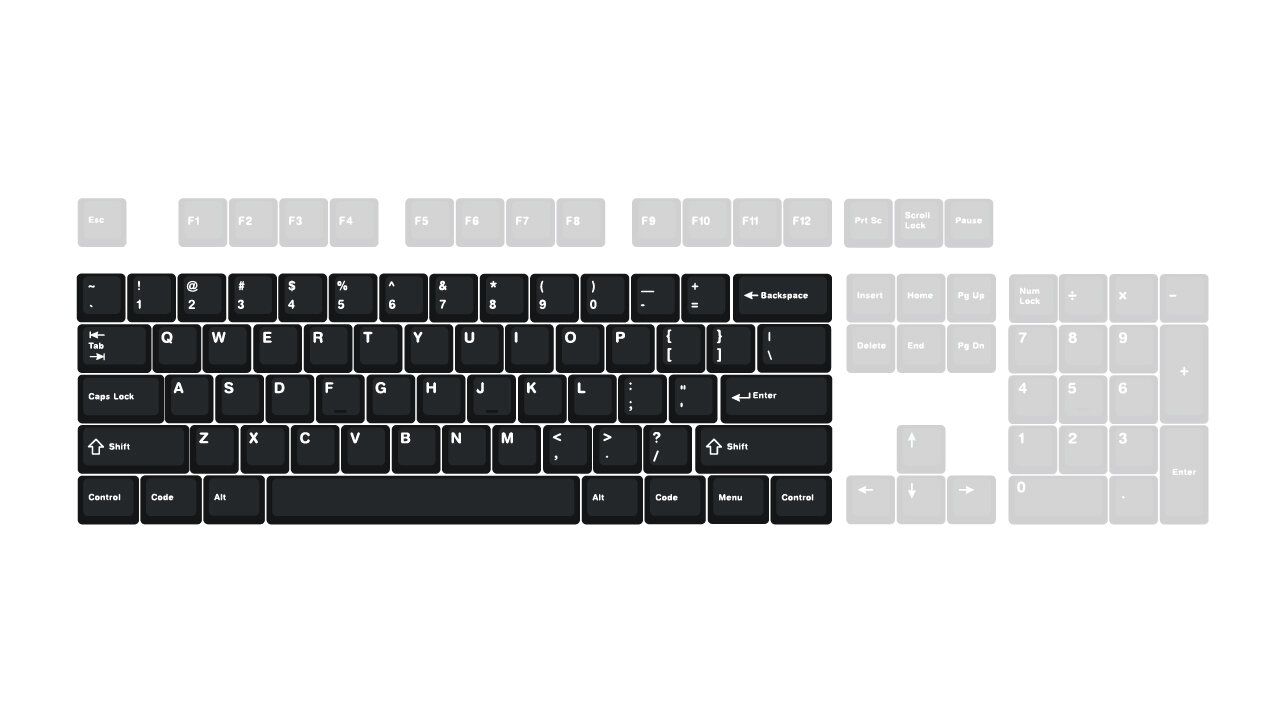 Esc F1 F2 F3 F4 F5 F6 F7 F8 F9 F10 F11 F12 Prt Sc Scroll Lock Pause
~ ! @ # $ % ^ & * ( ) — +
` 1 2 3 4 5 6 7 8 9 0 - = ← Backspace Insert Home Pg Up Num Lock ÷ x −
⇤ Tab ⇥ Q W E R T Y U I O P { [ } ] | \ Delete End Pg Dn 7 8 9 +
Caps Lock A S D F G H J K L : ; " ' ↵ Enter 4 5 6
⇧ Shift Z X C V B N M < , > . ? / ⇧ Shift ↑ 1 2 3 Enter
Control Code Alt Alt Code Menu Control ← ↓ → 0 .